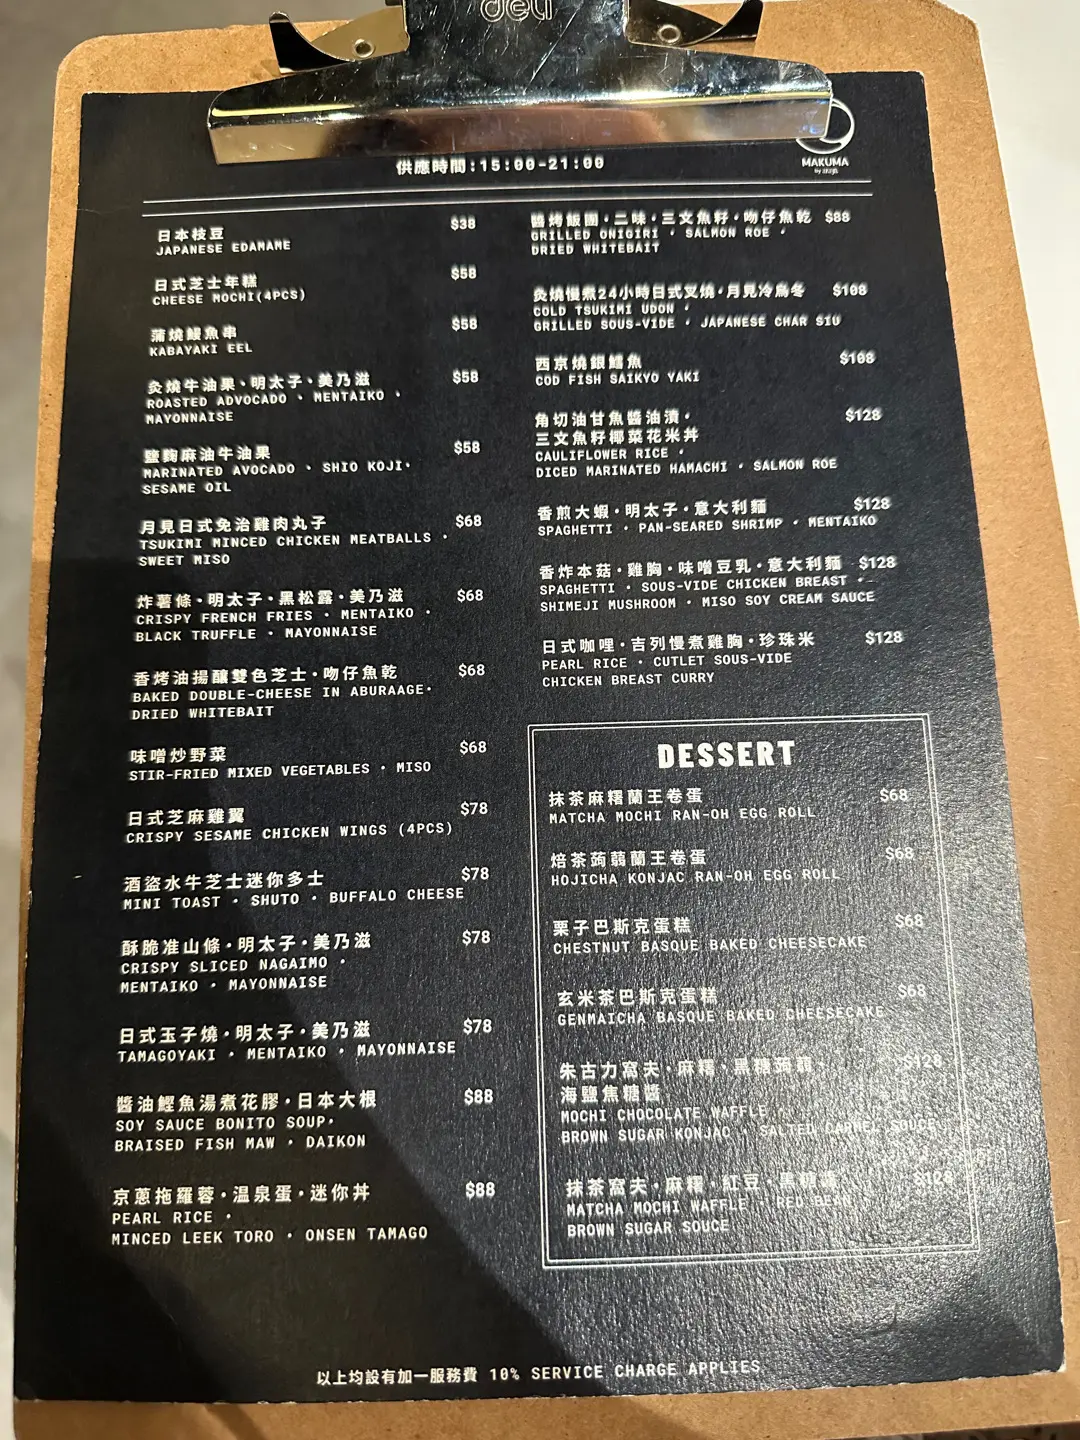 deli
供應時間:15:00-21:00
MAKUMA
日本枝豆 $38
JAPANESE EDAMAME
日式芝士年糕 $58
CHEESE MOCHI(4PCS)
蒲燒鰻魚串 $58
KABAYAKI EEL
炙燒牛油果、明太子、美乃滋 $58
ROASTED ADVOCADO · MENTAIKO ·
MAYONNAISE
鹽麴麻油牛油果 $58
MARINATED AVOCADO · SHIO KOJI·
SESAME OIL
月見日式免治雞肉丸子 $68
TSUKIMI MINCED CHICKEN MEATBALLS ·
SWEET MISO
炸薯條·明太子·黑松露·美乃滋 $68
CRISPY FRENCH FRIES · MENTAIKO ·
BLACK TRUFFLE · MAYONNAISE
香烤油揚釀雙色芝士·吻仔魚乾 $68
BAKED DOUBLE-CHEESE IN ABURAAGE·
DRIED WHITEBAIT
味噌炒野菜 $68
STIR-FRIED MIXED VEGETABLES · MISO
日式芝麻雞翼 $78
CRISPY SESAME CHICKEN WINGS (4PCS)
酒盜水牛芝士迷你多士 $78
MINI TOAST · SHUTO · BUFFALO CHEESE
酥脆准山條·明太子·美乃滋 $78
CRISPY SLICED NAGAIMO ·
MENTAIKO · MAYONNAISE
日式玉子燒·明太子·美乃滋 $78
TAMAGOYAKI · MENTAIKO · MAYONNAISE
醬油鰹魚湯煮花膠·日本大根 $88
SOY SAUCE BONITO SOUP·
BRAISED FISH MAW · DAIKON
京蔥拖羅蓉·溫泉蛋·迷你丼 $88
PEARL RICE ·
MINCED LEEK TORO · ONSEN TAMAGO
醬烤飯團·二味·三文魚籽·吻仔魚乾 $88
GRILLED ONIGIRI · SALMON ROE ·
DRIED WHITEBAIT
炙燒慢煮24小時日式叉燒·月見冷烏冬 $108
COLD TSUKIMI UDON ·
GRILLED SOUS-VIDE · JAPANESE CHAR SIU
西京燒銀鱈魚 $108
COD FISH SAIKYO YAKI
角切油甘魚醬油漬· $128
三文魚籽椰菜花米丼
CAULIFLOWER RICE ·
DICED MARINATED HAMACHI · SALMON ROE
香煎大蝦·明太子·意大利麵 $128
SPAGHETTI · PAN-SEARED SHRIMP · MENTAIKO
香炸本菇·雞胸·味噌豆乳·意大利麵 $128
SPAGHETTI · SOUS-VIDE CHICKEN BREAST ·
SHIMEJI MUSHROOM · MISO SOY CREAM SAUCE
日式咖哩·吉列慢煮雞胸·珍珠米 $128
PEARL RICE · CUTLET SOUS-VIDE
CHICKEN BREAST CURRY
DESSERT
抹茶麻糬蘭王卷蛋 $68
MATCHA MOCHI RAN-OH EGG ROLL
焙茶蒟蒻蘭王卷蛋 $68
HOJICHA KONJAC RAN-OH EGG ROLL
栗子巴斯克蛋糕 $68
CHESTNUT BASQUE BAKED CHEESECAKE
玄米茶巴斯克蛋糕 $68
GENMAICHA BASQUE BAKED CHEESECAKE
朱古力窩夫·麻糬·黑糖蒟蒻· $128
海鹽焦糖醬
MOCHI CHOCOLATE WAFFLE ·
BROWN SUGAR KONJAC · SALTED CARMEL SOUCE
抹茶窩夫·麻糬·紅豆·黑糖 $128
MATCHA MOCHI WAFFLE · RED BEAN ·
BROWN SUGAR SOUCE
以上均設有加一服務費 10% SERVICE CHARGE APPLIES